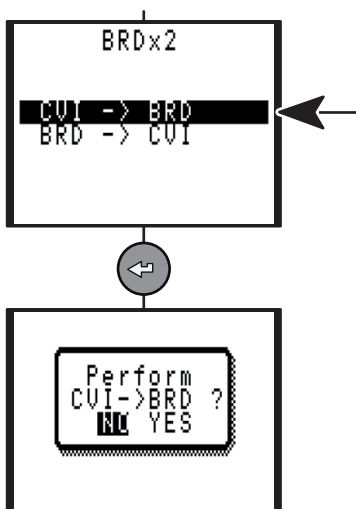 BRDx2
CVI -> BRD
BRD -> CVI
Perform
CVI->BRD ?
NO YES